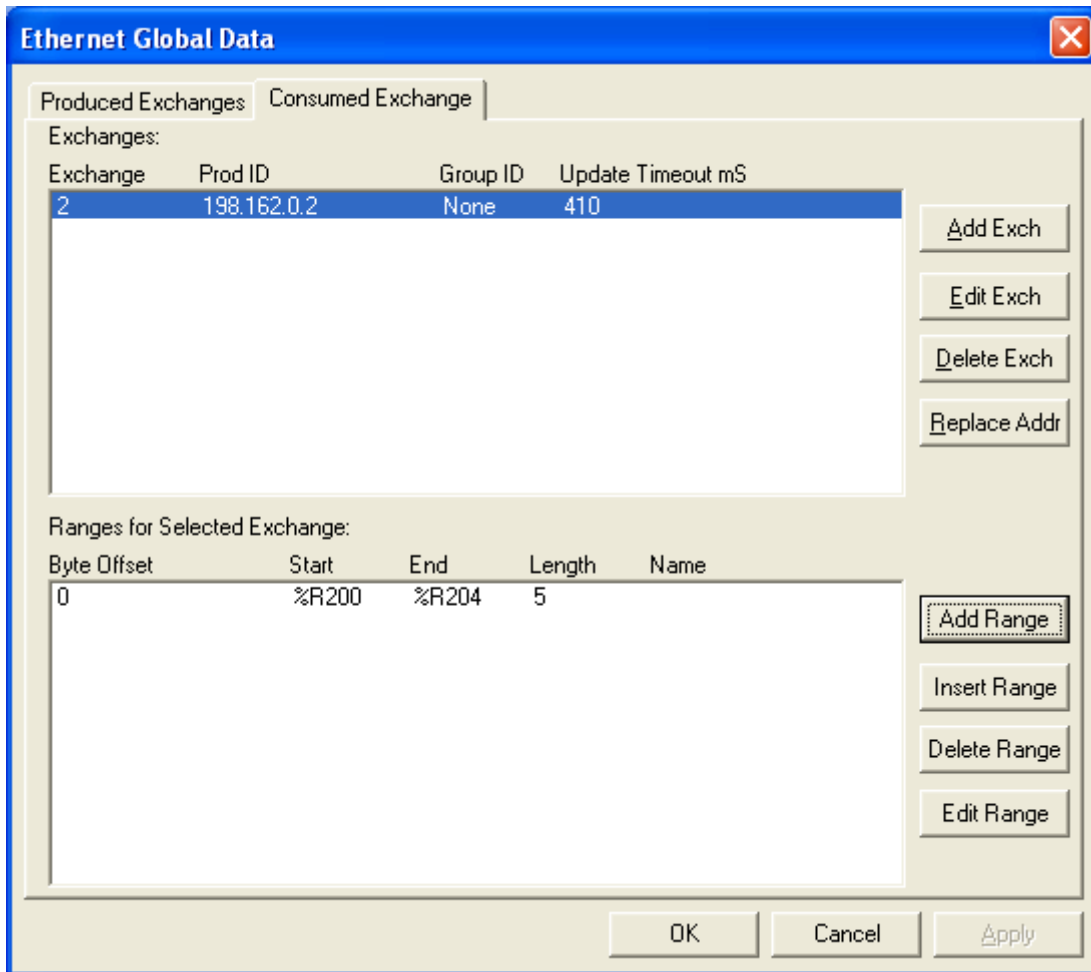 Ethernet Global Data
Produced Exchanges Consumed Exchange
Exchanges:
Exchange Prod ID Group ID Update Timeout mS
2 198.162.0.2 None 410
Add Exch
Edit Exch
Delete Exch
Replace Addr
Ranges for Selected Exchange:
Byte Offset Start End Length Name
0 %R200 %R204 5
Add Range
Insert Range
Delete Range
Edit Range
OK Cancel Apply